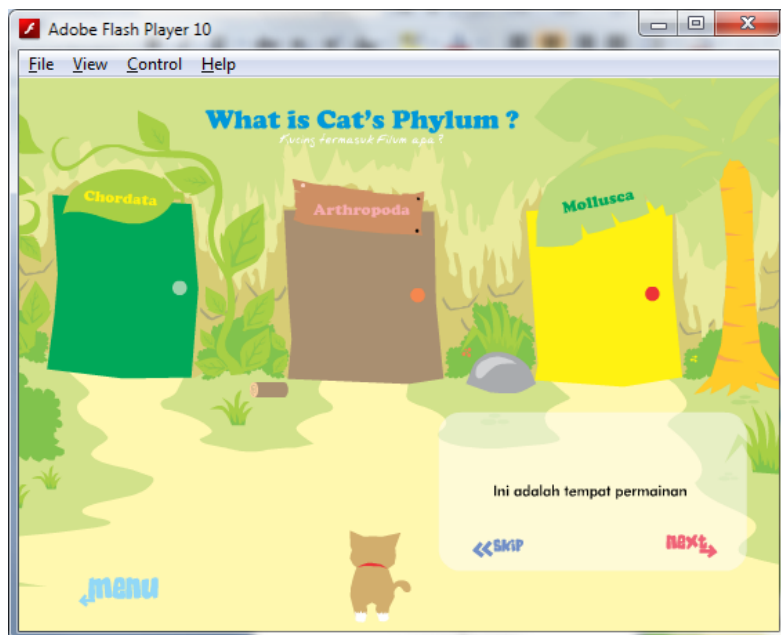 Adobe Flash Player 10
File View Control Help
What is Cat's Phylum ?
Kucing termasuk Filum apa ?
Chordata
Arthropoda
Mollusca
Ini adalah tempat permainan
SKIP
next
menu